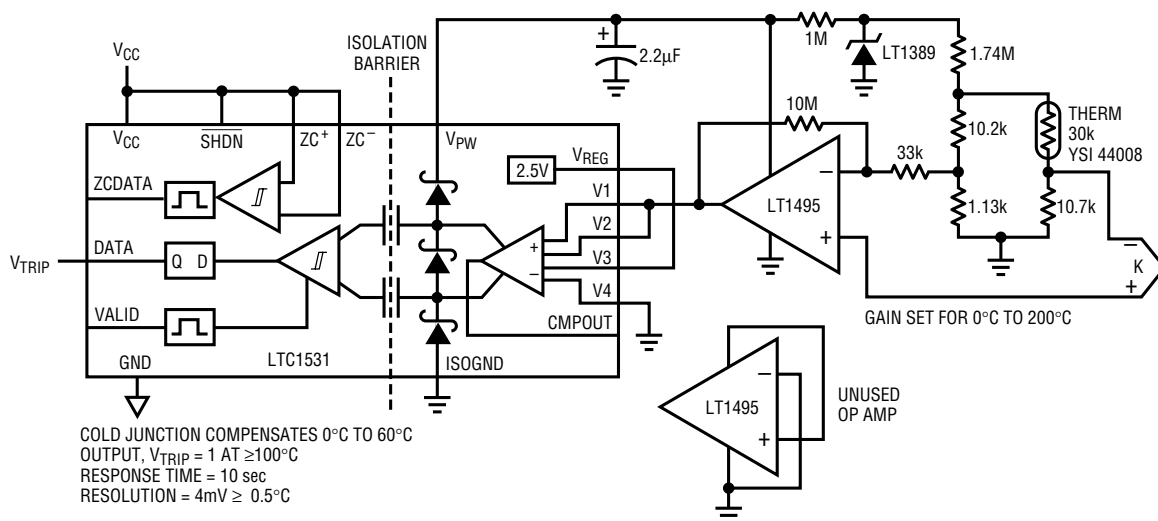 ISOLATION
BARRIER
VCC
+
2.2µF
1M
LT1389
1.74M
10M
10.2k
THERM
30k
YSI 44008
VCC
SHDN
ZC+
ZC−
VPW
VREG
2.5V
33k
ZCDATA
V1
−
LT1495
1.13k
10.7k
V2
+
−
DATA
VTRIP
Q D
+
−
V3
K
+
V4
VALID
CMPOUT
GAIN SET FOR 0°C TO 200°C
GND
LTC1531
ISOGND
−
LT1495
+
UNUSED
OP AMP
COLD JUNCTION COMPENSATES 0°C TO 60°C
OUTPUT, VTRIP = 1 AT ≥100°C
RESPONSE TIME = 10 sec
RESOLUTION = 4mV ≥ 0.5°C